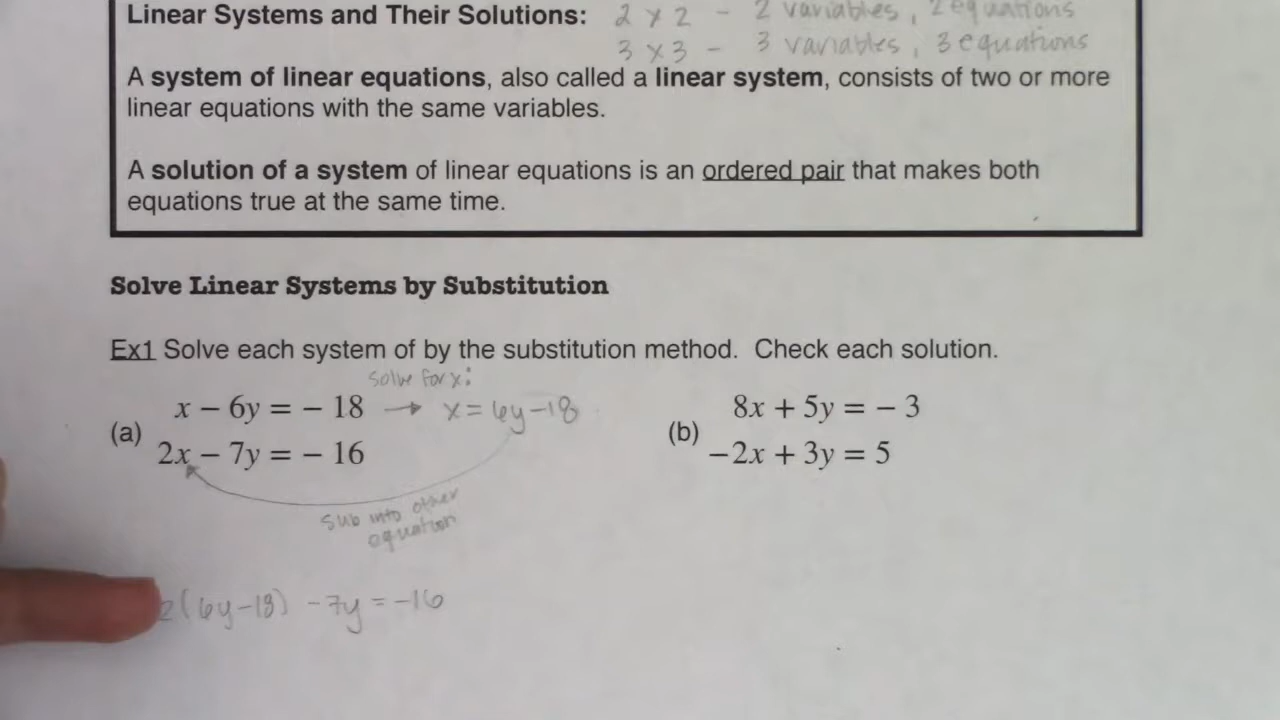 Linear Systems and Their Solutions: 2 x 2 - 2 variables, 2 equations
3 x 3 - 3 variables, 3 equations
A system of linear equations, also called a linear system, consists of two or more
linear equations with the same variables.
A solution of a system of linear equations is an ordered pair that makes both
equations true at the same time.
Solve Linear Systems by Substitution
Ex1 Solve each system of by the substitution method. Check each solution.
solve for x:
(a) x − 6y = − 18 → x = 6y − 18
2x − 7y = − 16
sub into other
equation
2(6y−18) − 7y = −16
(b) 8x + 5y = − 3
−2x + 3y = 5